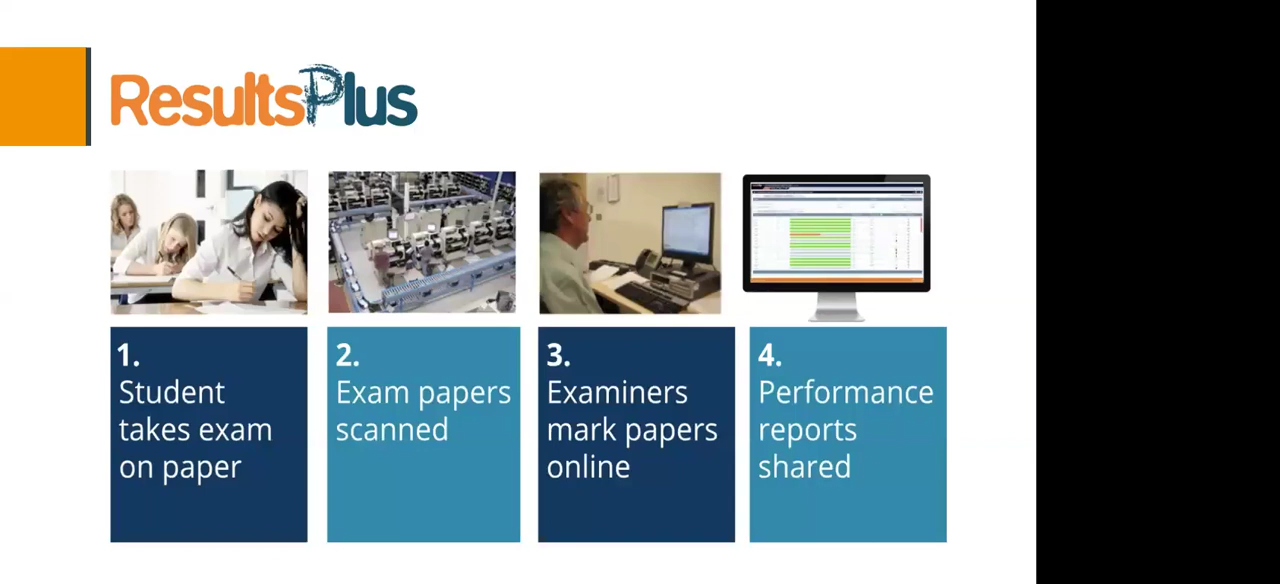 ResultsPlus
1.
Student
takes exam
on paper
2.
Exam papers
scanned
3.
Examiners
mark papers
online
4.
Performance
reports
shared